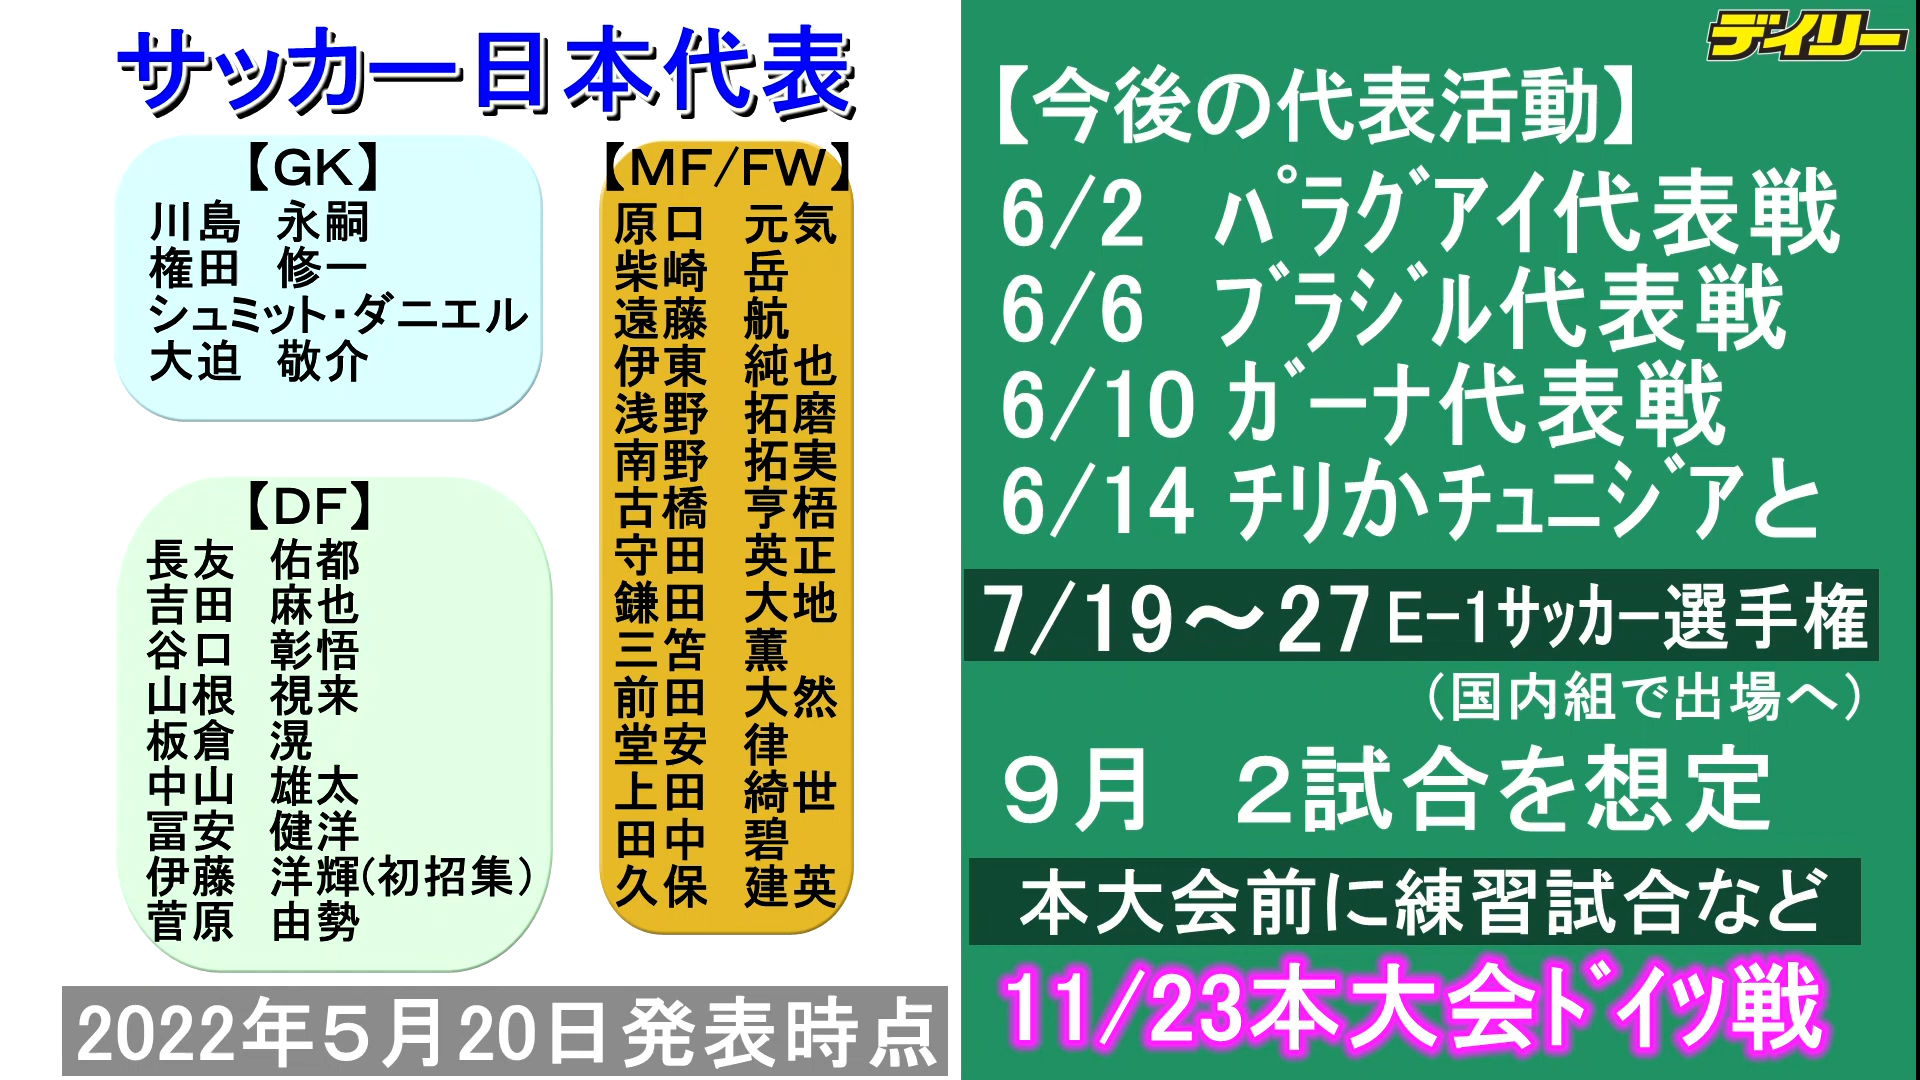 サッカー日本代表
【GK】
川島 永嗣
権田 修一
シュミット・ダニエル
大迫 敬介
【DF】
長友 佑都
吉田 麻也
谷口 彰悟
山根 視来
板倉 滉
中山 雄太
冨安 健洋
伊藤 洋輝(初招集)
菅原 由勢
【MF/FW】
原口 元気
柴崎 岳
遠藤 航
伊東 純也
浅野 拓磨
南野 拓実
古橋 亨梧
守田 英正
鎌田 大地
三笘 薫
前田 大然
堂安 律
上田 綺世
田中 碧
久保 建英
2022年5月20日発表時点
デイリー
【今後の代表活動】
6/2 パラグアイ代表戦
6/6 ブラジル代表戦
6/10 ガーナ代表戦
6/14 チリかチュニジアと
7/19～27E-1サッカー選手権
(国内組で出場へ)
9月 2試合を想定
本大会前に練習試合など
11/23本大会ドイツ戦